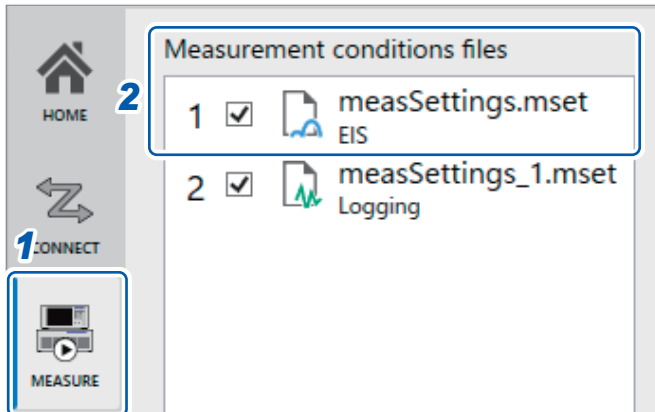 HOME
CONNECT
MEASURE
1
2
Measurement conditions files
1 measSettings.mset
EIS
2 measSettings_1.mset
Logging